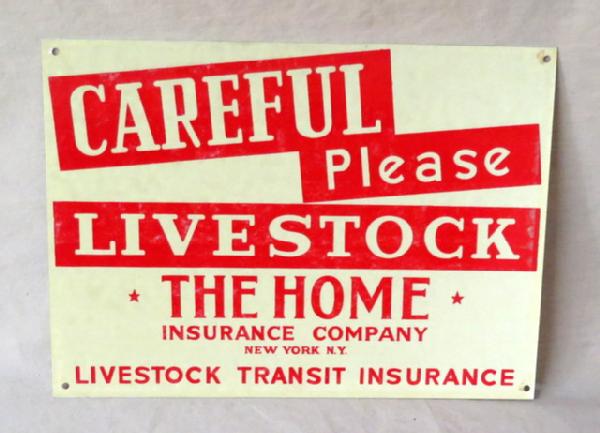 CAREFUL
Please
LIVESTOCK
★ THE HOME ★
INSURANCE COMPANY
NEW YORK N.Y.
LIVESTOCK TRANSIT INSURANCE